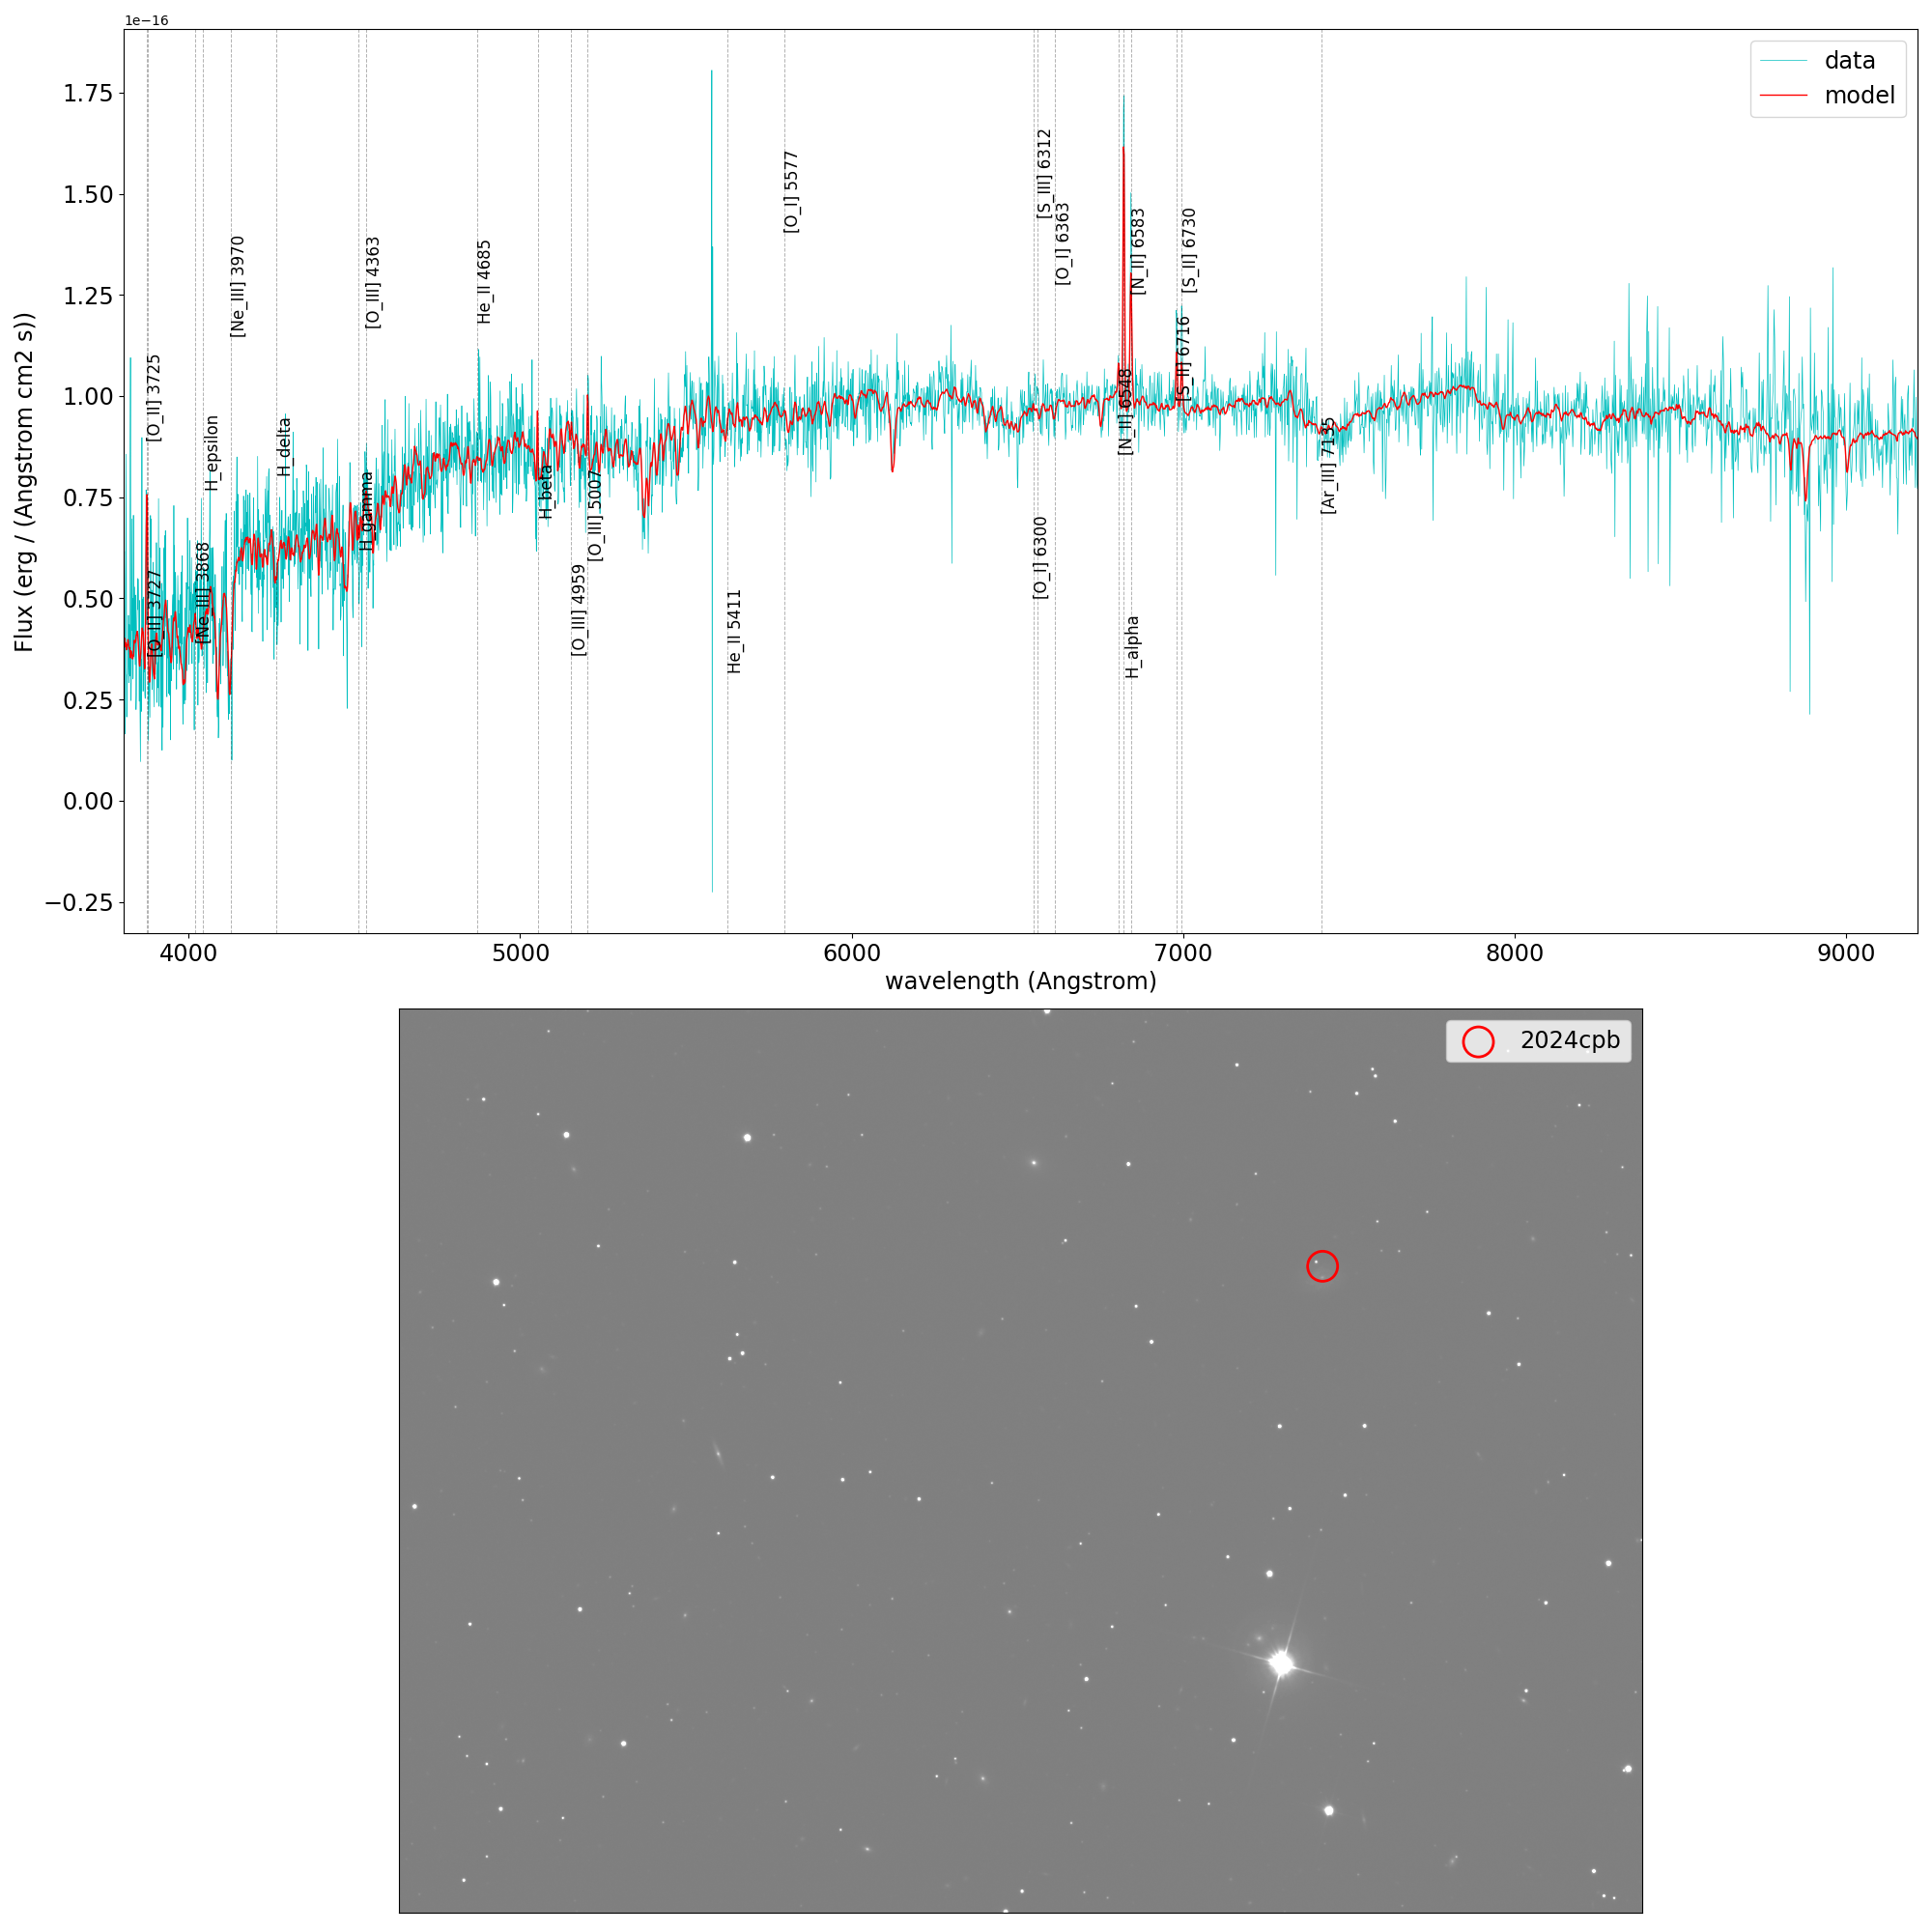 1e−16
data
model
1.75
1.50
1.25
1.00
0.75
0.50
0.25
0.00
−0.25
Flux (erg / (Angstrom cm2 s))
[O_II] 3725
[O_II] 3727
[Ne_III] 3868
H_epsilon
[Ne_III] 3970
H_delta
H_gamma
[O_III] 4363
He_II 4685
H_beta
[O_III] 4959
[O_III] 5007
He_II 5411
[O_I] 5577
[O_I] 6300
[S_III] 6312
[O_I] 6363
[N_II] 6548
H_alpha
[N_II] 6583
[S_II] 6716
[S_II] 6730
[Ar_III] 7135
4000
5000
6000
7000
8000
9000
wavelength (Angstrom)
2024cpb